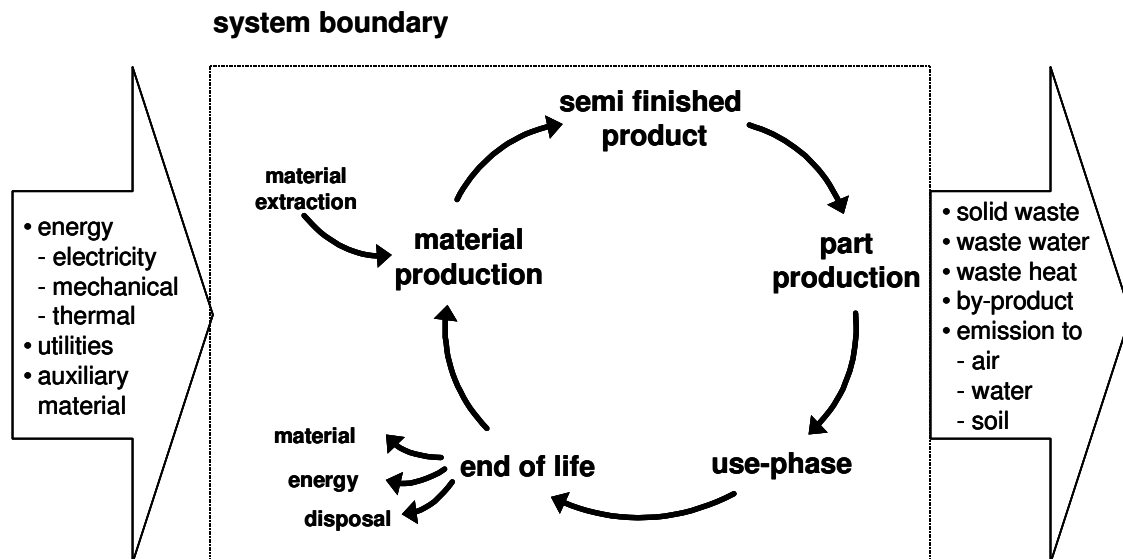 system boundary
• energy
- electricity
- mechanical
- thermal
• utilities
• auxiliary
material
semi finished
product
material
extraction
material
production
part
production
material
energy
disposal
end of life
use-phase
• solid waste
• waste water
• waste heat
• by-product
• emission to
- air
- water
- soil